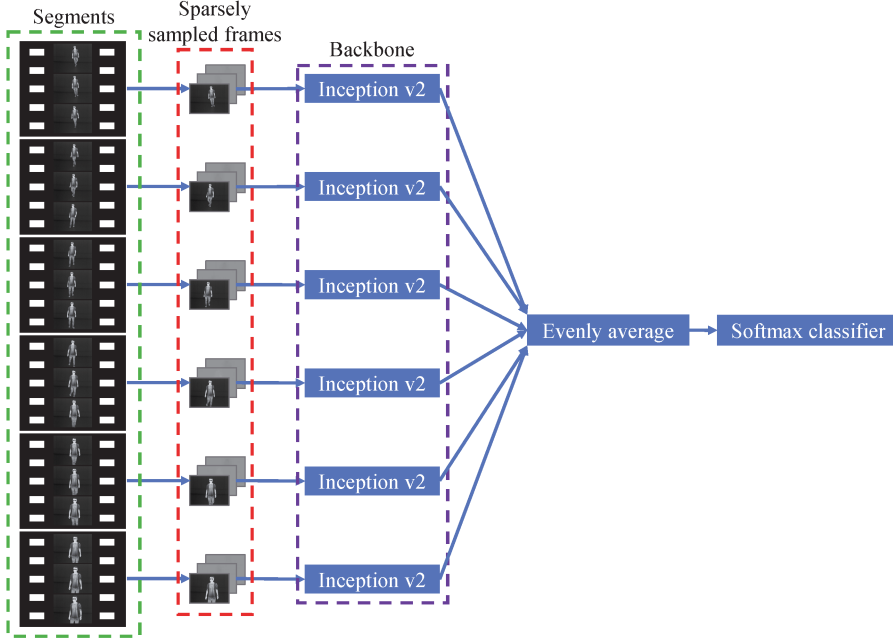 Segments
Sparsely
sampled frames
Backbone
Inception v2
Inception v2
Inception v2
Inception v2
Inception v2
Inception v2
Evenly average
Softmax classifier